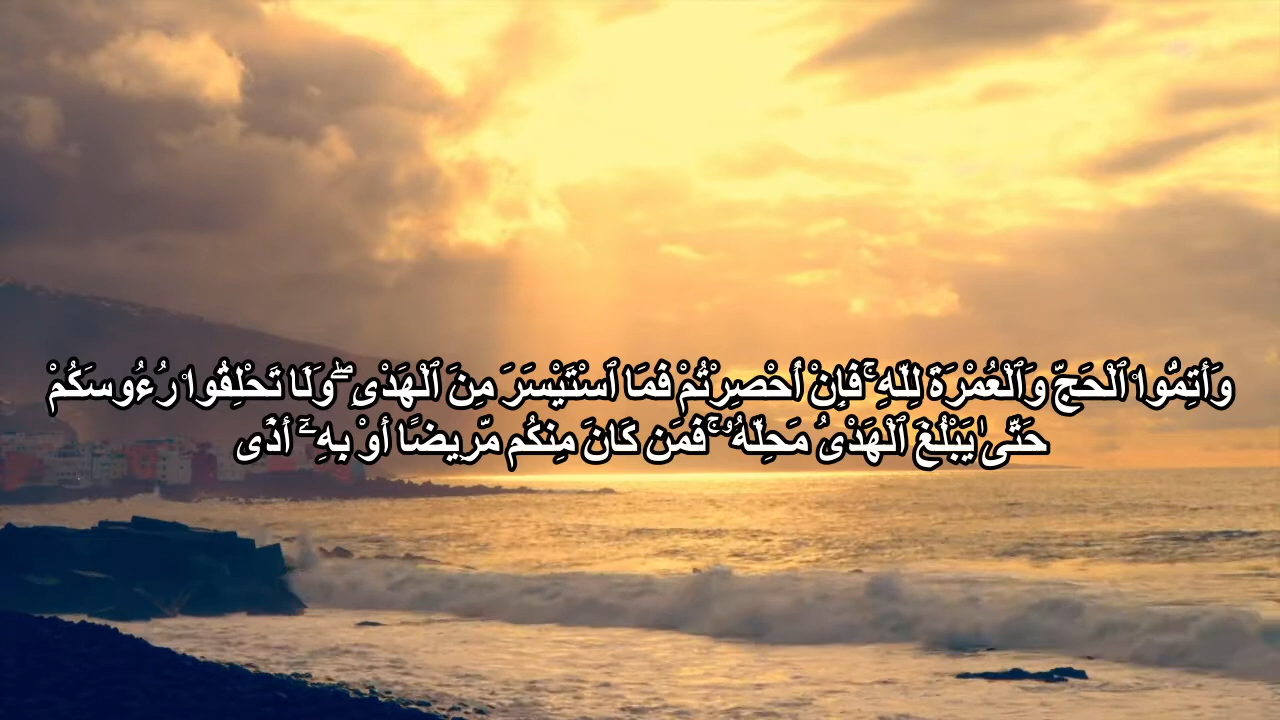 وَأَتِمُّوا۟ ٱلْحَجَّ وَٱلْعُمْرَةَ لِلَّهِ ۚ فَإِنْ أُحْصِرْتُمْ فَمَا ٱسْتَيْسَرَ مِنَ ٱلْهَدْىِ ۖ وَلَا تَحْلِقُوا۟ رُءُوسَكُمْ
حَتَّىٰ يَبْلُغَ ٱلْهَدْىُ مَحِلَّهُۥ ۚ فَمَن كَانَ مِنكُم مَّرِيضًا أَوْ بِهِۦٓ أَذًى